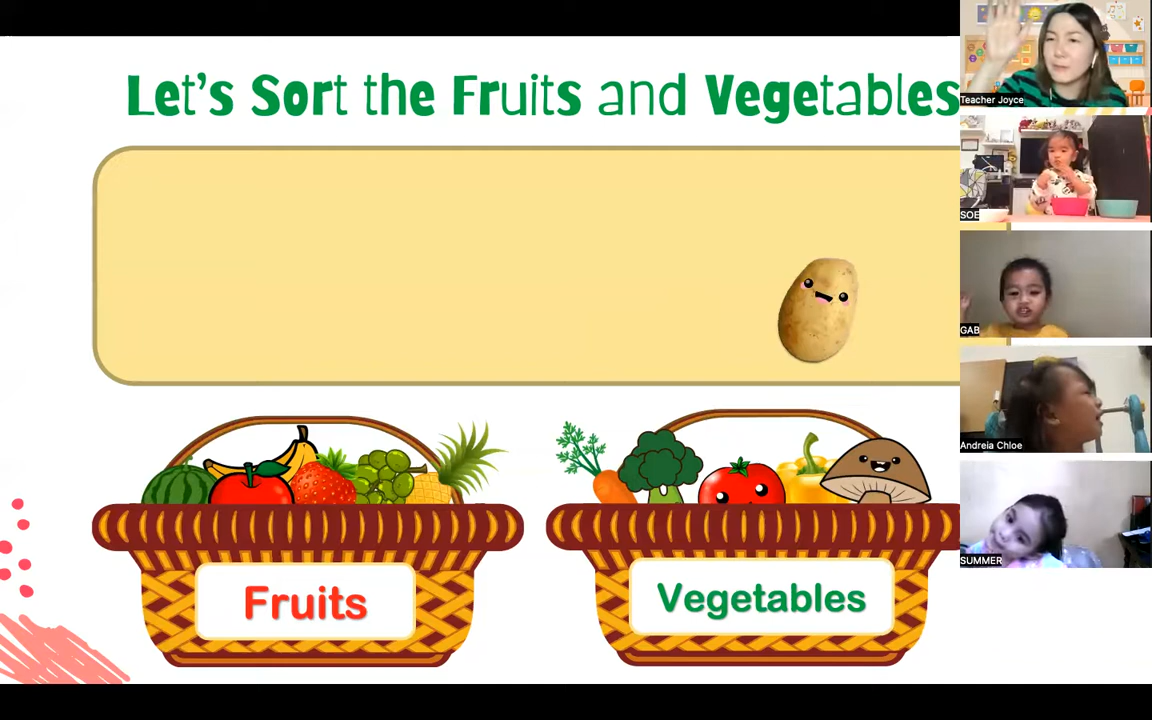 Let's Sort the Fruits and Vegetables
Fruits
Vegetables
Teacher Joyce
SOE
GAB
Andreia Chloe
SUMMER